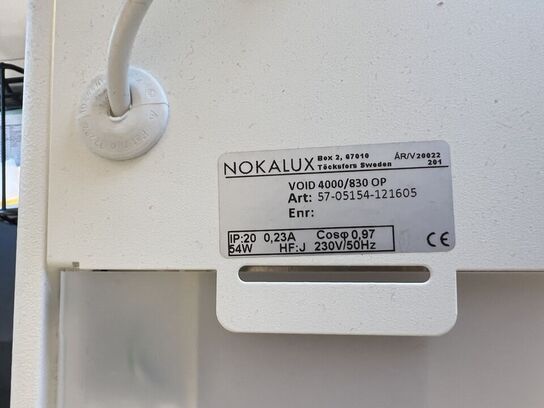 NOKALUX Box 2, 67010 ÅR/V20022
Töcksfors Sweden 201
VOID 4000/830 OP
Art: 57-05154-121605
Enr:
IP:20 0,23A Cosφ 0,97
54W HF:J 230V/50Hz CE